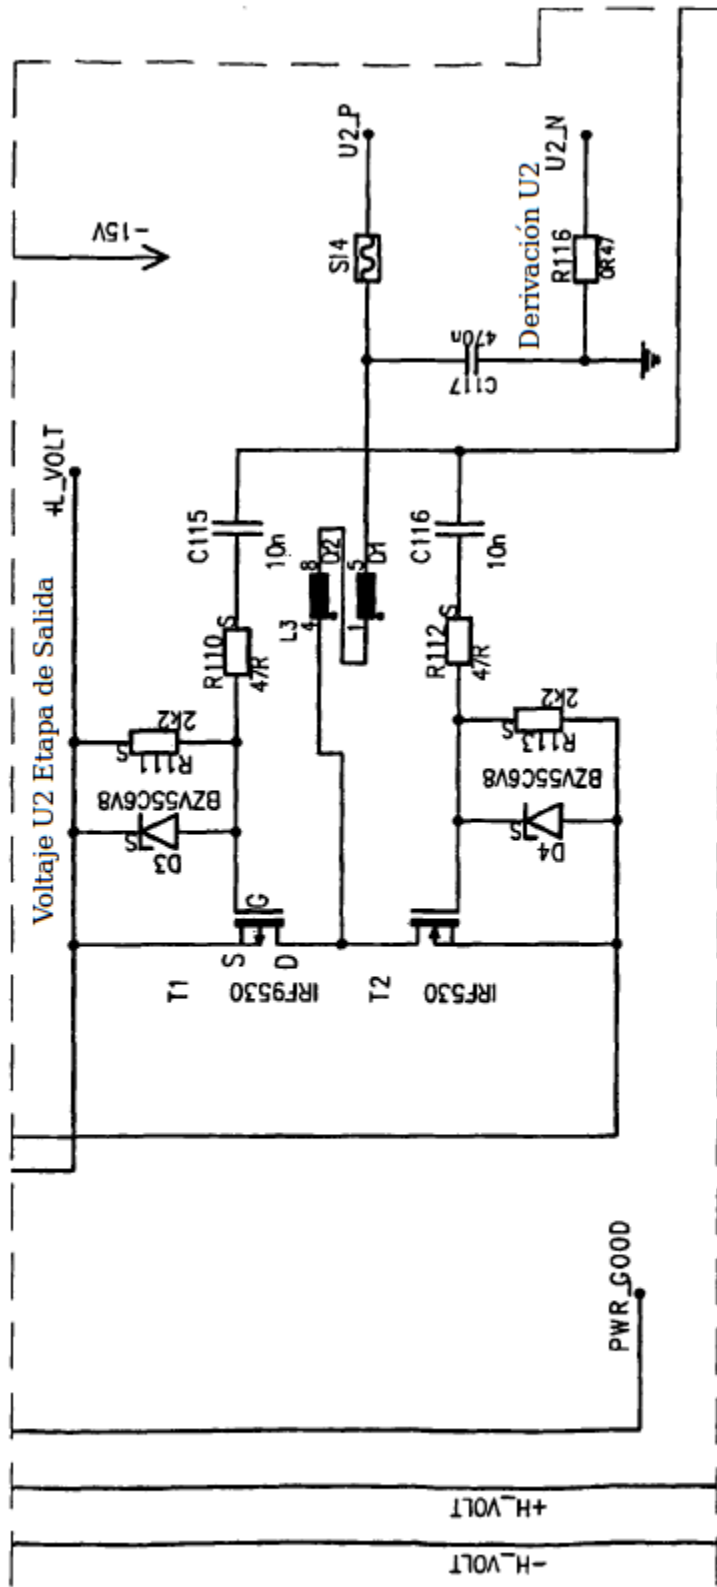 -15V
U2_P
U2_N
SI4
Derivación U2
R116
0R47
470n
C117
+L_VOLT
Voltaje U2 Etapa de Salida
C115
10n
8
D2
L3
4
5
D1
1
C116
10n
R110
S
47R
R112
S
47R
2k2
S
R111
2k2
S
R113
BZV55C6V8
S
D3
BZV55C6V8
S
D4
G
S
D
T1
IRF9530
T2
IRF530
PWR_GOOD
+H_VOLT
-H_VOLT